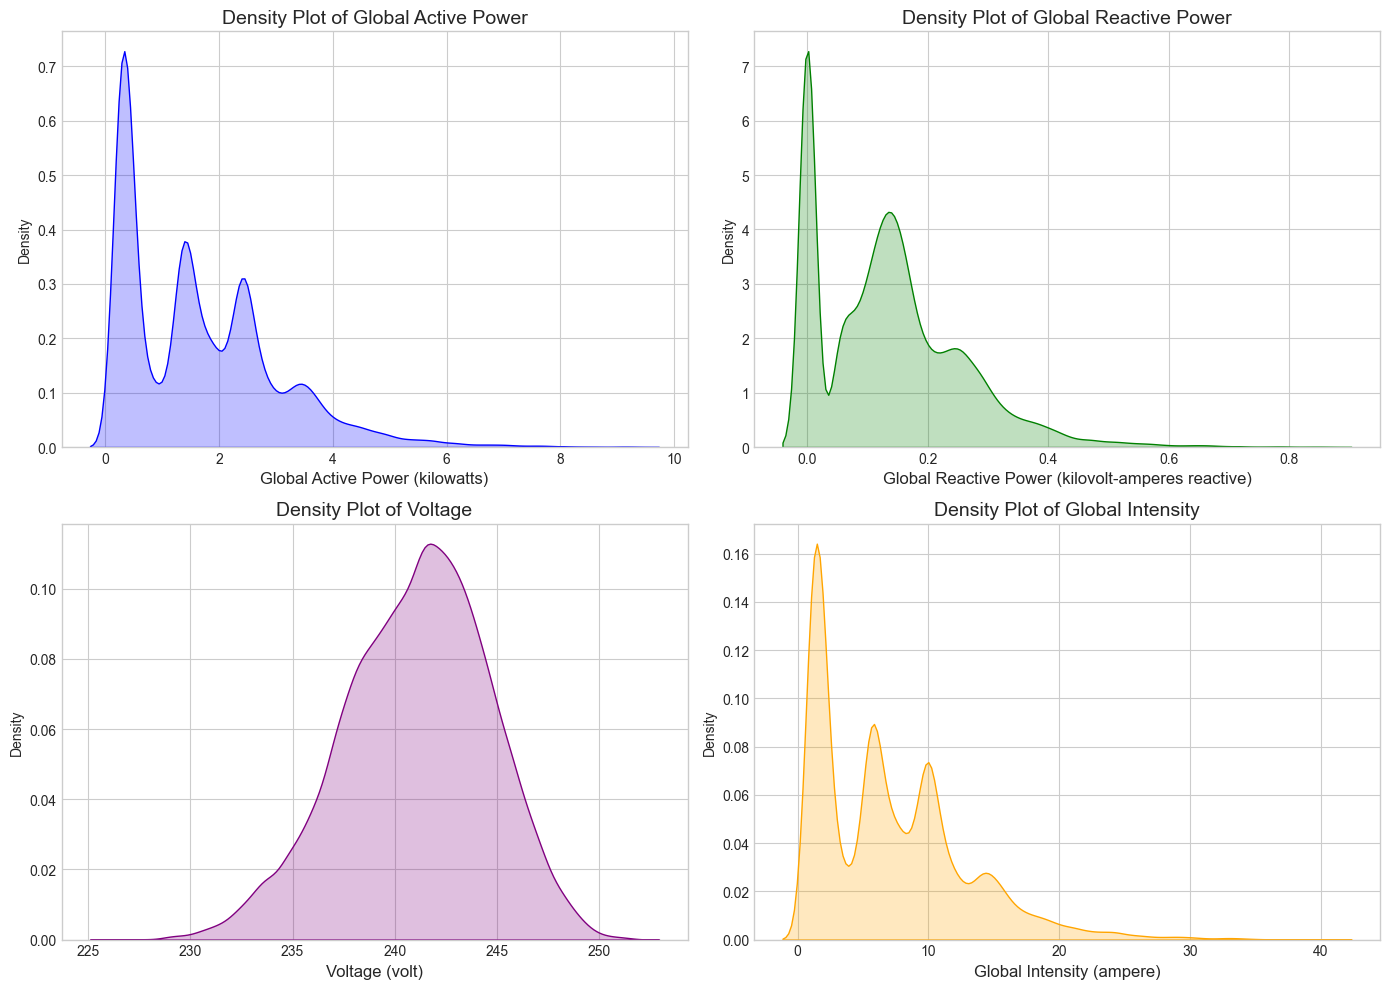 Density Plot of Global Active Power
Density
0.7
0.6
0.5
0.4
0.3
0.2
0.1
0.0
0 2 4 6 8 10
Global Active Power (kilowatts)
Density Plot of Global Reactive Power
Density
7
6
5
4
3
2
1
0
0.0 0.2 0.4 0.6 0.8
Global Reactive Power (kilovolt-amperes reactive)
Density Plot of Voltage
Density
0.10
0.08
0.06
0.04
0.02
0.00
225 230 235 240 245 250
Voltage (volt)
Density Plot of Global Intensity
Density
0.16
0.14
0.12
0.10
0.08
0.06
0.04
0.02
0.00
0 10 20 30 40
Global Intensity (ampere)